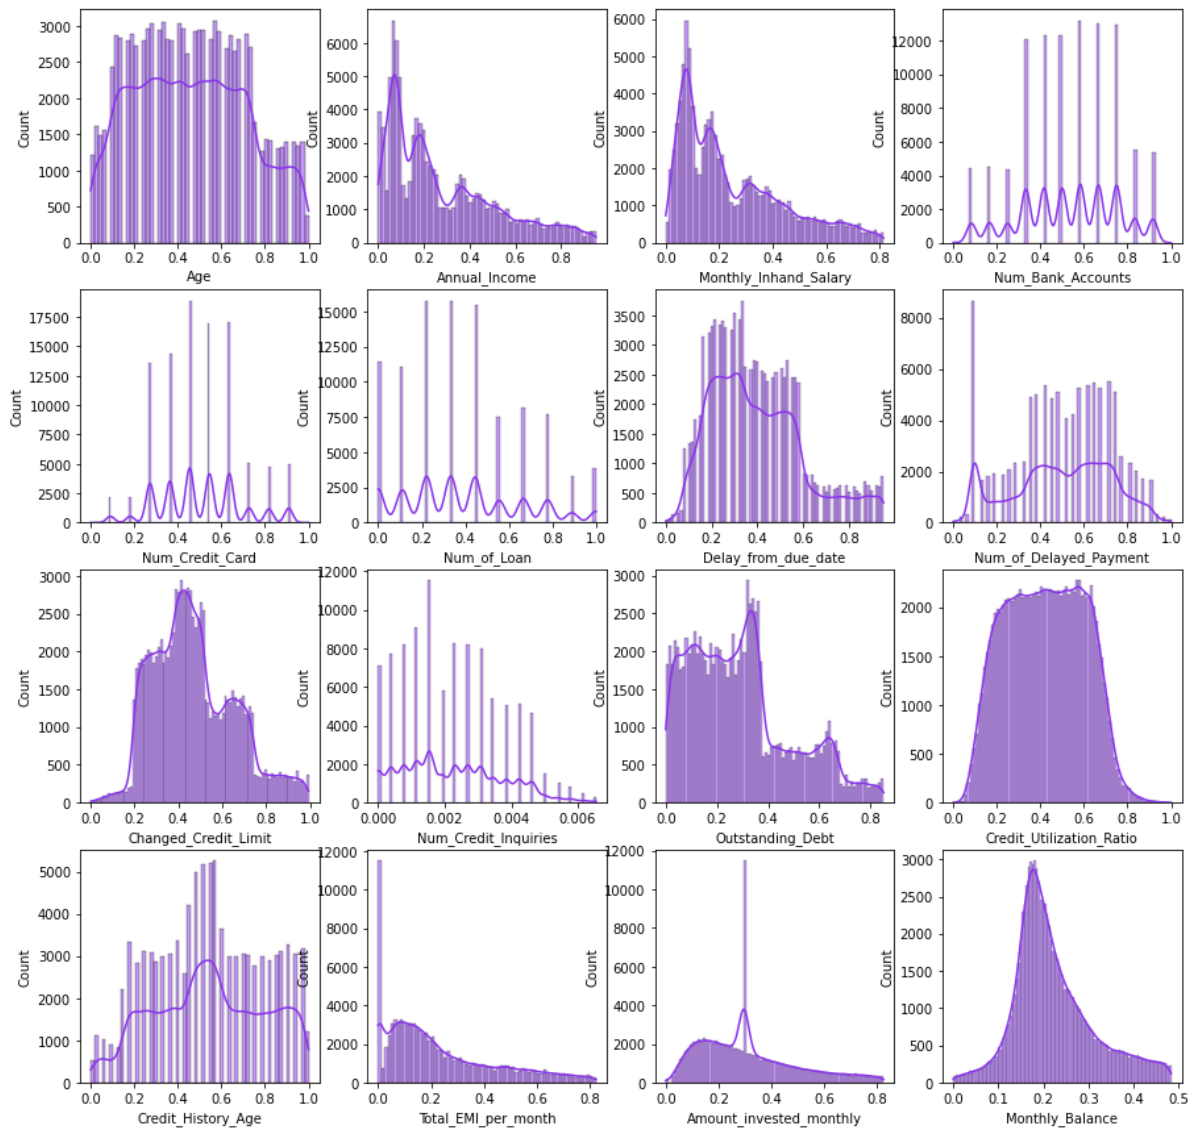 3000
2500
2000
1500
1000
500
0
Count
0.0 0.2 0.4 0.6 0.8 1.0
Age
6000
5000
4000
3000
2000
1000
0
Count
0.0 0.2 0.4 0.6 0.8
Annual_Income
6000
5000
4000
3000
2000
1000
0
Count
0.0 0.2 0.4 0.6 0.8
Monthly_Inhand_Salary
12000
10000
8000
6000
4000
2000
0
Count
0.0 0.2 0.4 0.6 0.8 1.0
Num_Bank_Accounts
17500
15000
12500
10000
7500
5000
2500
0
Count
0.0 0.2 0.4 0.6 0.8 1.0
Num_Credit_Card
15000
12500
10000
7500
5000
2500
0
Count
0.0 0.2 0.4 0.6 0.8 1.0
Num_of_Loan
3500
3000
2500
2000
1500
1000
500
0
Count
0.0 0.2 0.4 0.6 0.8
Delay_from_due_date
8000
6000
4000
2000
0
Count
0.0 0.2 0.4 0.6 0.8 1.0
Num_of_Delayed_Payment
3000
2500
2000
1500
1000
500
0
Count
0.0 0.2 0.4 0.6 0.8 1.0
Changed_Credit_Limit
12000
10000
8000
6000
4000
2000
0
Count
0.000 0.002 0.004 0.006
Num_Credit_Inquiries
3000
2500
2000
1500
1000
500
0
Count
0.0 0.2 0.4 0.6 0.8
Outstanding_Debt
2000
1500
1000
500
0
Count
0.0 0.2 0.4 0.6 0.8 1.0
Credit_Utilization_Ratio
5000
4000
3000
2000
1000
0
Count
0.0 0.2 0.4 0.6 0.8 1.0
Credit_History_Age
12000
10000
8000
6000
4000
2000
0
Count
0.0 0.2 0.4 0.6 0.8
Total_EMI_per_month
12000
10000
8000
6000
4000
2000
0
Count
0.0 0.2 0.4 0.6 0.8
Amount_invested_monthly
3000
2500
2000
1500
1000
500
0
Count
0.0 0.1 0.2 0.3 0.4 0.5
Monthly_Balance